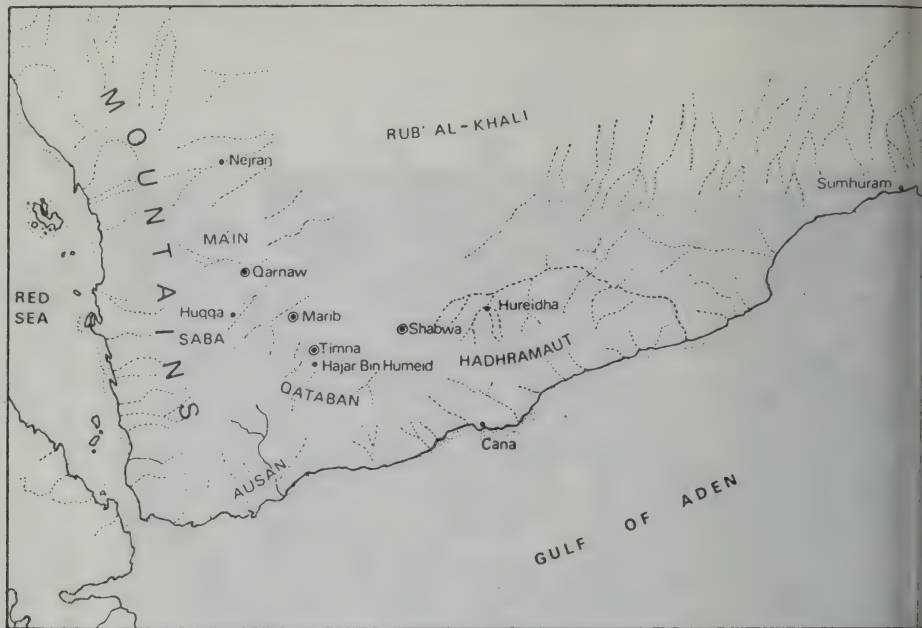 MOUNTAINS
RUB' AL-KHALI
Nejran
Sumhuram
MAIN
Qarnaw
RED
SEA
Huqqa
Marib
Hureidha
SABA
Shabwa
Timna
HADHRAMAUT
Hajar Bin Humeid
QATABAN
Cana
AUSAN
GULF OF ADEN